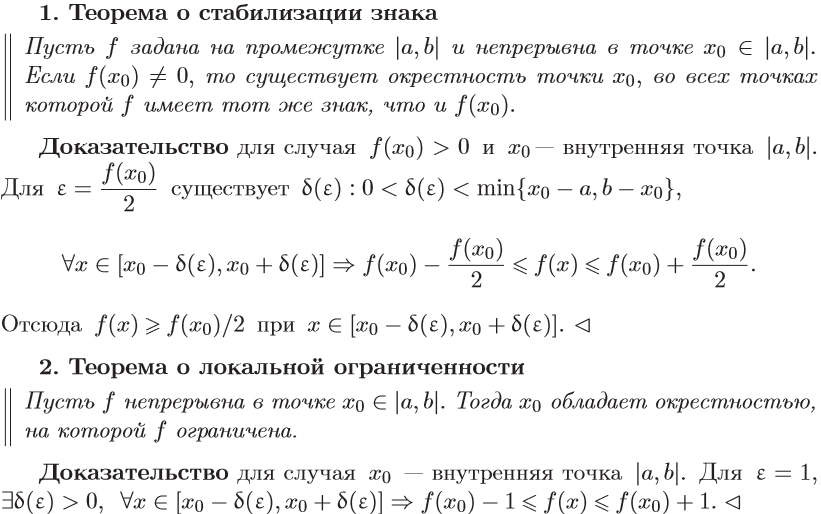 1. Теорема о стабилизации знака
Пусть f задана на промежутке |a, b| и непрерывна в точке x₀ ∈ |a, b|.
Если f(x₀) ≠ 0, то существует окрестность точки x₀, во всех точках
которой f имеет тот же знак, что и f(x₀).
Доказательство для случая f(x₀) > 0 и x₀ — внутренняя точка |a, b|.
Для ε = f(x₀)/2 существует δ(ε) : 0 < δ(ε) < min{x₀ − a, b − x₀},
∀x ∈ [x₀ − δ(ε), x₀ + δ(ε)] ⇒ f(x₀) − f(x₀)/2 ⩽ f(x) ⩽ f(x₀) + f(x₀)/2.
Отсюда f(x) ⩾ f(x₀)/2 при x ∈ [x₀ − δ(ε), x₀ + δ(ε)]. ◁
2. Теорема о локальной ограниченности
Пусть f непрерывна в точке x₀ ∈ |a, b|. Тогда x₀ обладает окрестностью,
на которой f ограничена.
Доказательство для случая x₀ — внутренняя точка |a, b|. Для ε = 1,
∃δ(ε) > 0, ∀x ∈ [x₀ − δ(ε), x₀ + δ(ε)] ⇒ f(x₀) − 1 ⩽ f(x) ⩽ f(x₀) + 1. ◁